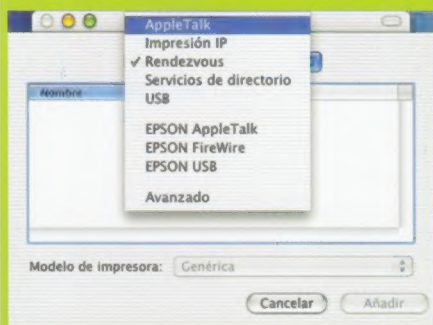 AppleTalk
Impresión IP
✓ Rendezvous
Servicios de directorio
USB
EPSON AppleTalk
EPSON FireWire
EPSON USB
Avanzado
Nombre
Modelo de impresora: Genérica
Cancelar Añadir